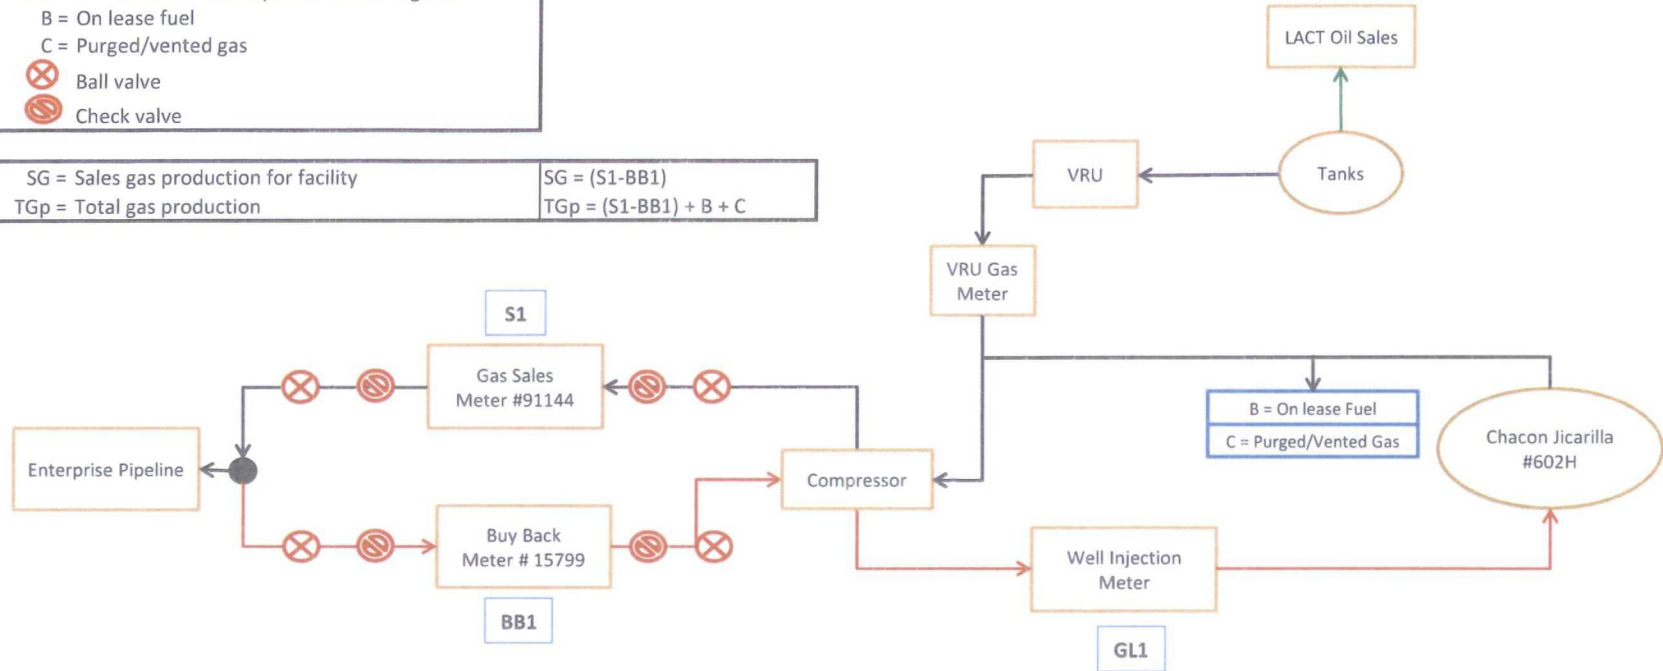 B = On lease fuel
C = Purged/vented gas
Ball valve
Check valve
SG = Sales gas production for facility
SG = (S1-BB1)
TGp = Total gas production
TGp = (S1-BB1) + B + C
LACT Oil Sales
VRU
Tanks
VRU Gas
Meter
S1
Gas Sales
Meter #91144
B = On lease Fuel
C = Purged/Vented Gas
Chacon Jicarilla
#602H
Enterprise Pipeline
Compressor
Buy Back
Meter # 15799
Well Injection
Meter
BB1
GL1